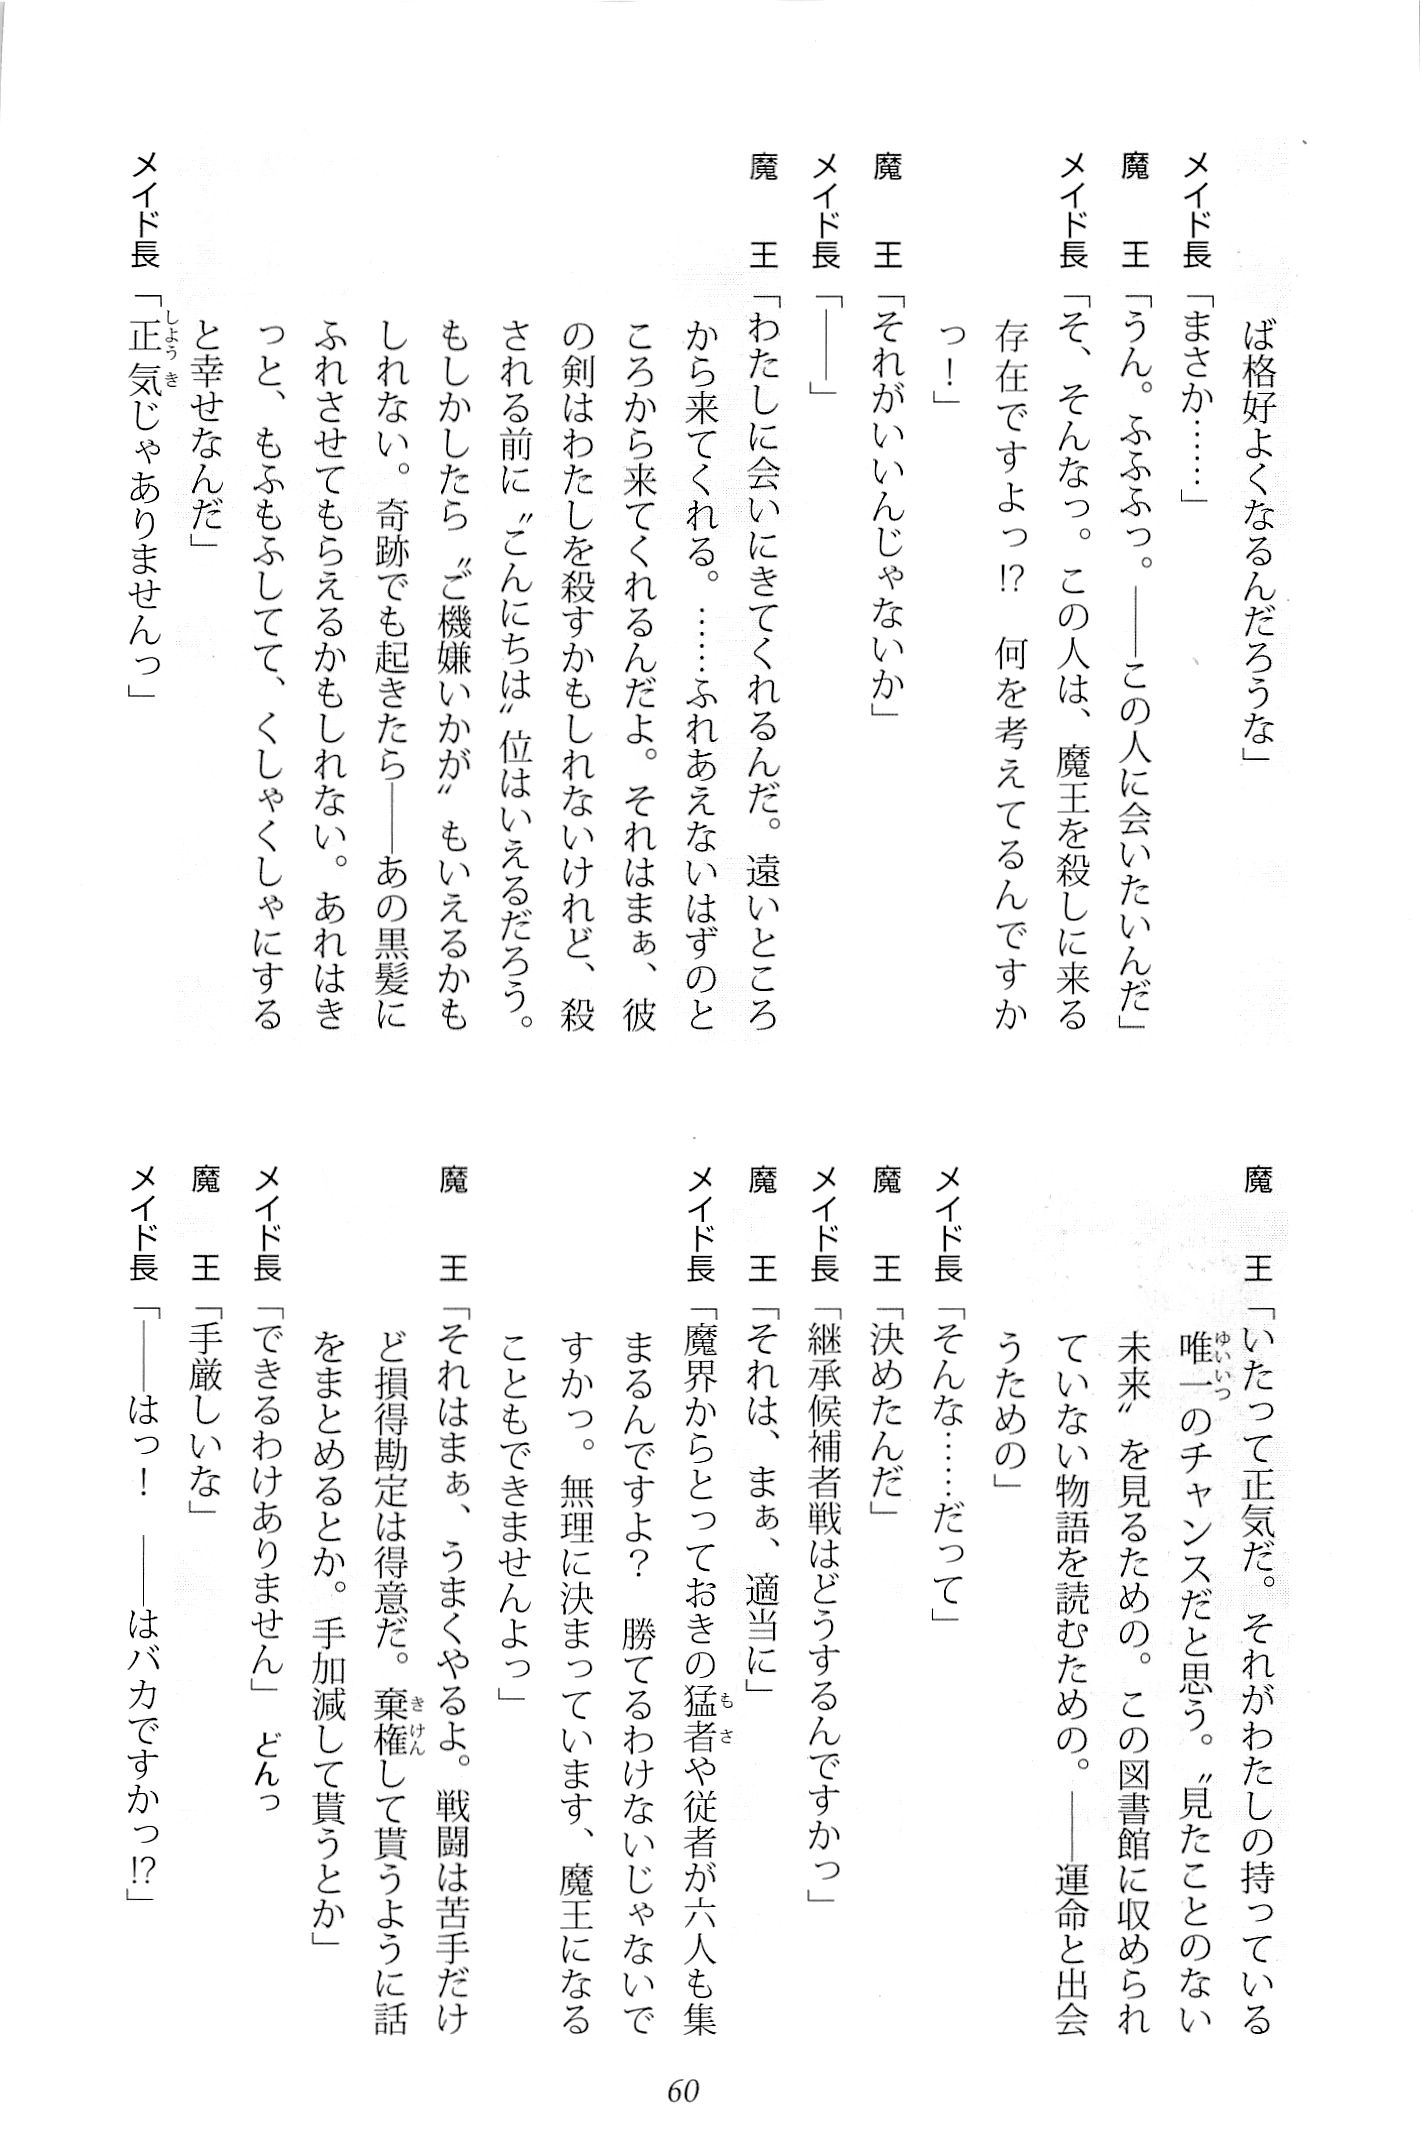 ば格好よくなるんだろうな」
メイド長「まさか……」
魔　王「うん。ふふふっ。――この人に会いたいんだ」
メイド長「そ、そんなっ。この人は、魔王を殺しに来る
存在ですよっ!?　何を考えてるんですか
っ！」
魔　王「それがいいんじゃないか」
メイド長「――」
魔　王「わたしに会いにきてくれるんだ。遠いところ
から来てくれる。……ふれあえないはずのと
ころから来てくれるんだよ。それはまぁ、彼
の剣はわたしを殺すかもしれないけれど、殺
される前に〝こんにちは〟位はいえるだろう。
もしかしたら〝ご機嫌いかが〟もいえるかも
しれない。奇跡でも起きたら――あの黒髪に
ふれさせてもらえるかもしれない。あれはき
っと、もふもふしてて、くしゃくしゃにする
と幸せなんだ」
メイド長「正気じゃありませんっ」
魔　王「いたって正気だ。それがわたしの持っている
唯一のチャンスだと思う。〝見たことのない
未来〟を見るための。この図書館に収められ
ていない物語を読むための。――運命と出会
うための」
メイド長「そんな……だって」
魔　王「決めたんだ」
メイド長「継承候補者戦はどうするんですかっ」
魔　王「それは、まぁ、適当に」
メイド長「魔界からとっておきの猛者や従者が六人も集
まるんですよ？　勝てるわけないじゃないで
すかっ。無理に決まっています、魔王になる
こともできませんよっ」
魔　王「それはまぁ、うまくやるよ。戦闘は苦手だけ
ど損得勘定は得意だ。棄権して貰うように話
をまとめるとか。手加減して貰うとか」
メイド長「できるわけありません」　どんっ
魔　王「手厳しいな」
メイド長「――はっ！　――はバカですかっ!?」
60